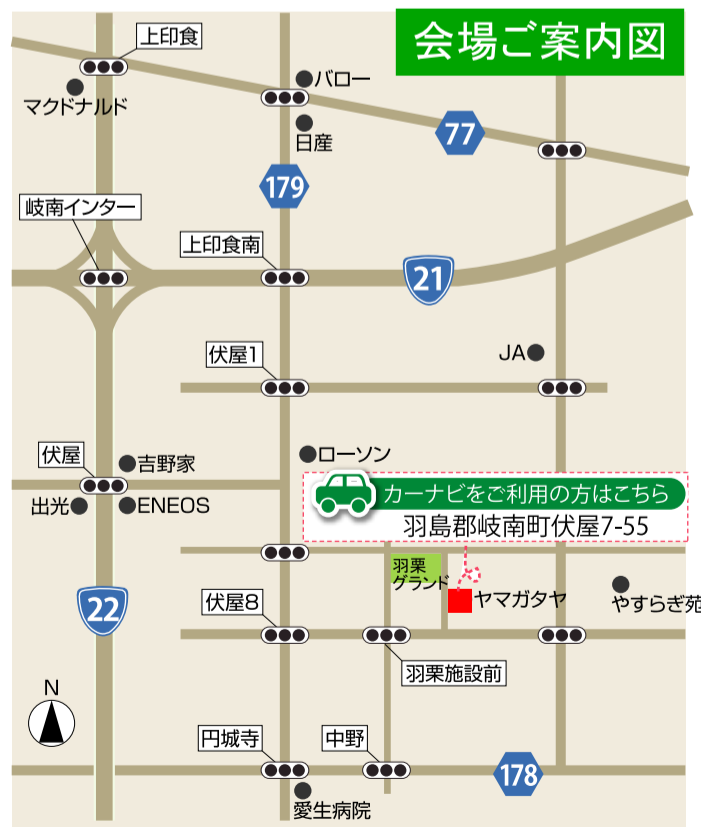 会場ご案内図
上印食
マクドナルド
バロー
日産
77
179
岐南インター
上印食南
21
伏屋1
JA
伏屋
吉野家
ローソン
出光
ENEOS
カーナビをご利用の方はこちら
羽島郡岐南町伏屋7-55
羽栗
グランド
ヤマガタヤ
やすらぎ苑
22
伏屋8
羽栗施設前
N
円城寺
中野
178
愛生病院